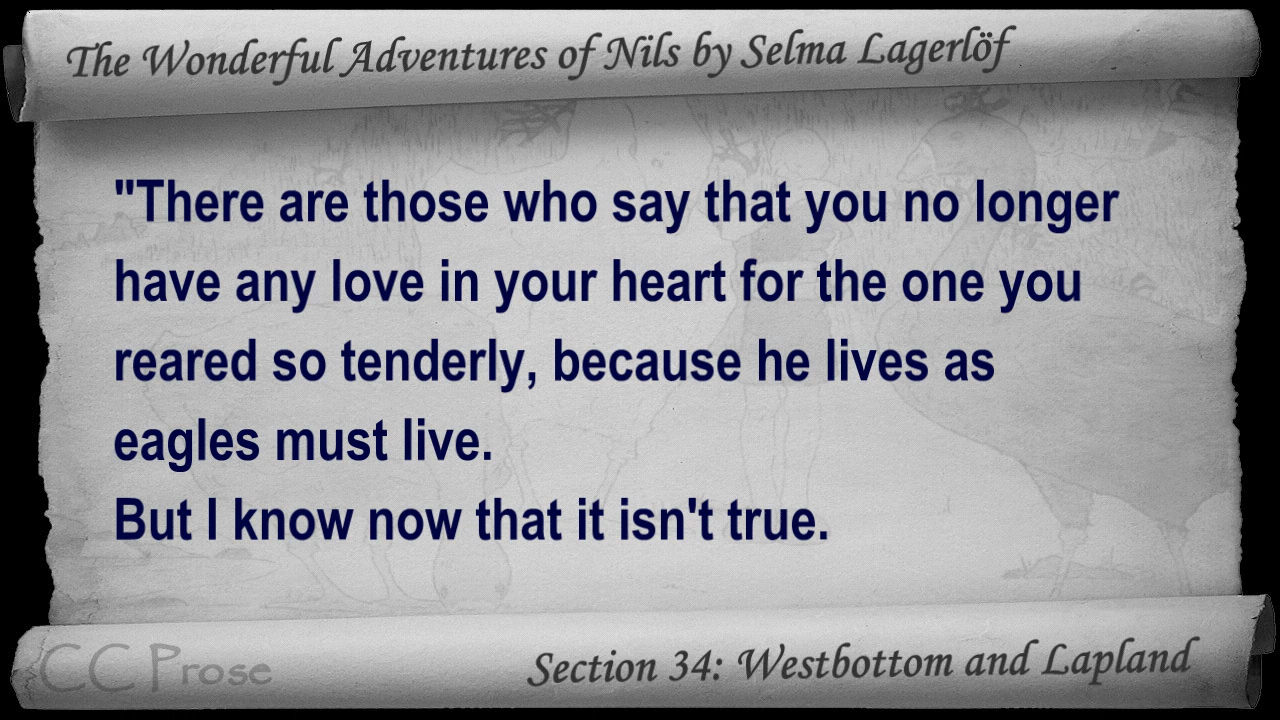 The Wonderful Adventures of Nils by Selma Lagerlöf
"There are those who say that you no longer
have any love in your heart for the one you
reared so tenderly, because he lives as
eagles must live.
But I know now that it isn't true.
CC Prose
Section 34: Westbottom and Lapland